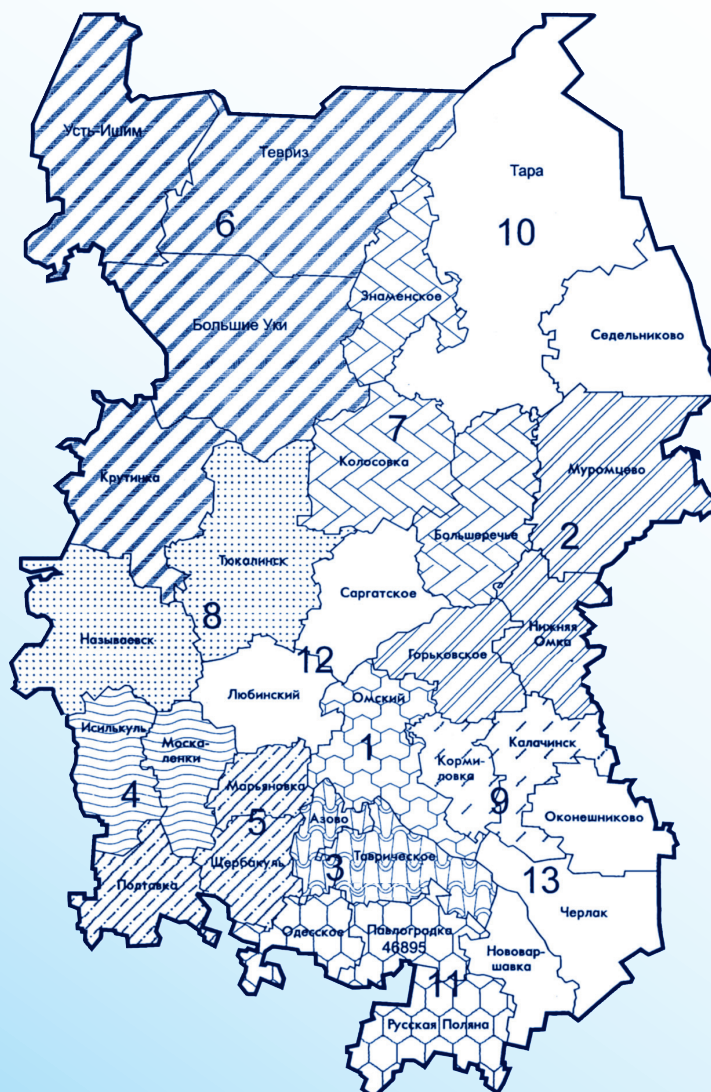 Усть-Ишим
Тевриз
6
Тара
10
Знаменское
Большие Уки
Седельниково
7
Колосовка
Крутинка
Муромцево
Большеречье
2
Тюкалинск
Саргатское
8
Называевск
Нижняя
Омка
Горьковское
12
Любинский
Омский
Исилькуль
Моска-
ленки
Калачинск
1
Корми-
ловка
Марьяновка
4
9
Оконешниково
5
Азово
3
Таврическое
Щербакуль
Полтавка
13
Черлак
Одесское
Павлоградка
46895
Нововар-
шавка
11
Русская Поляна